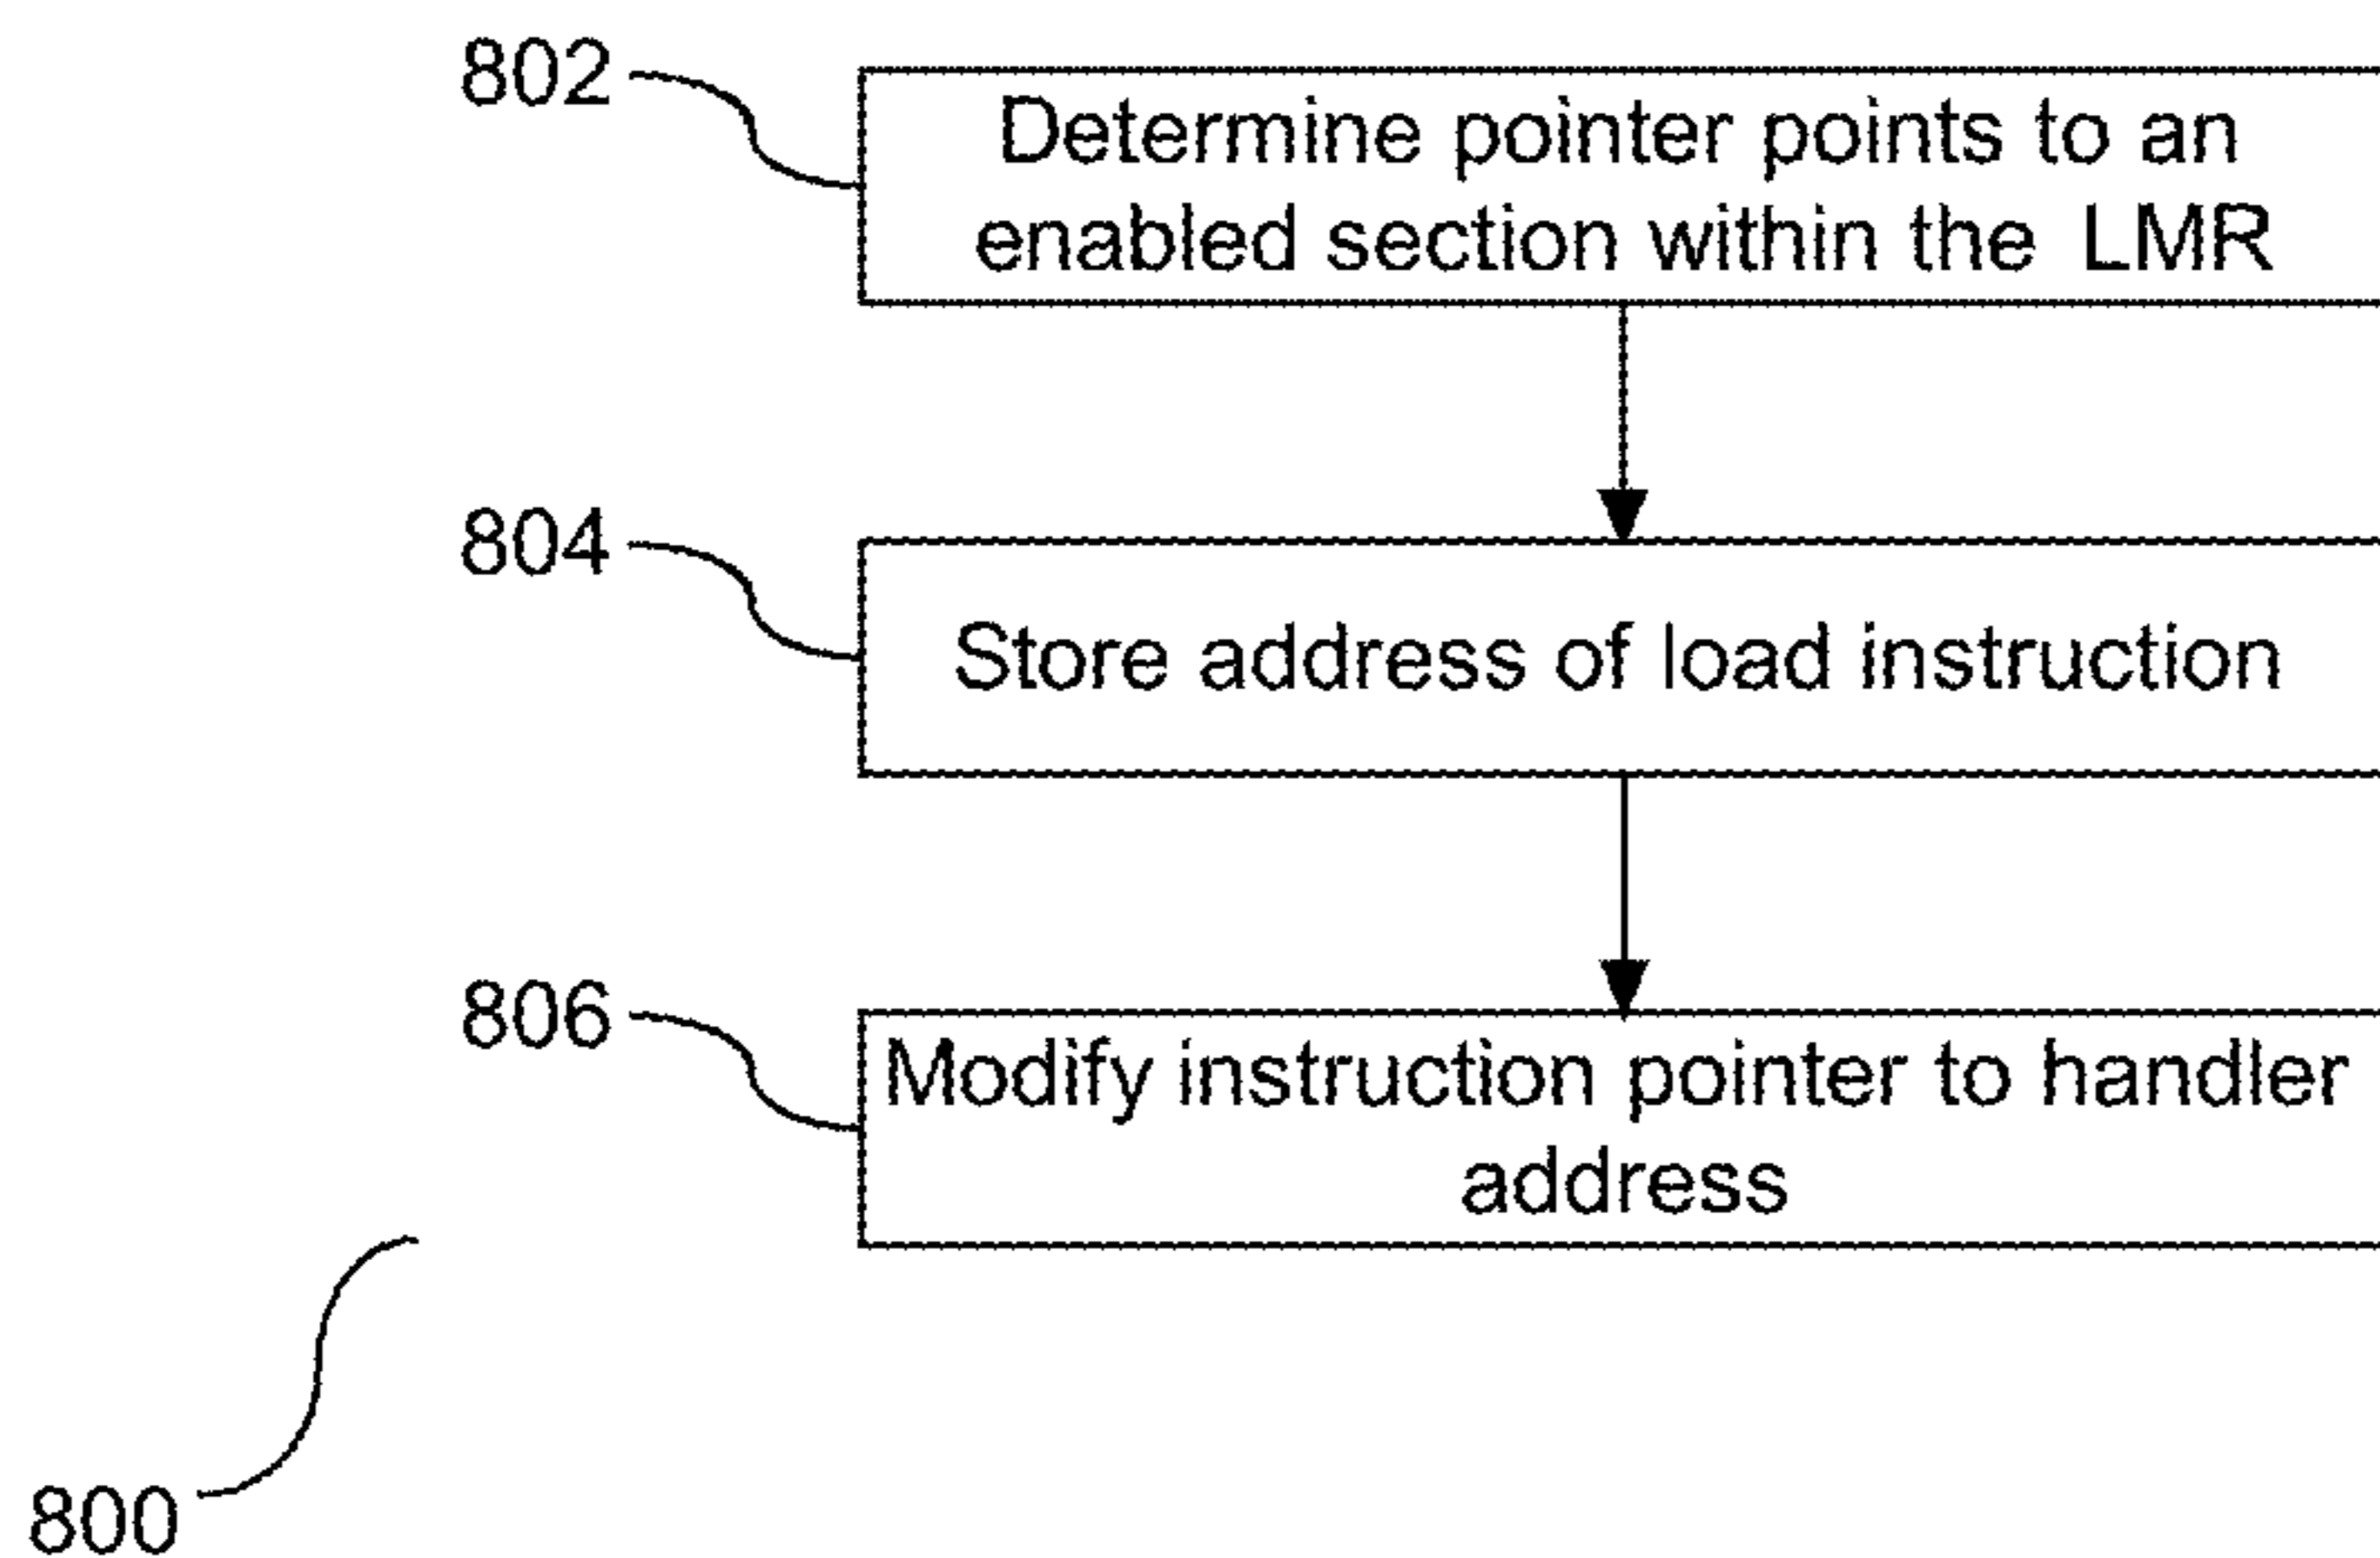 802
Determine pointer points to an
enabled section within the LMR
804
Store address of load instruction
806
Modify instruction pointer to handler
address
800